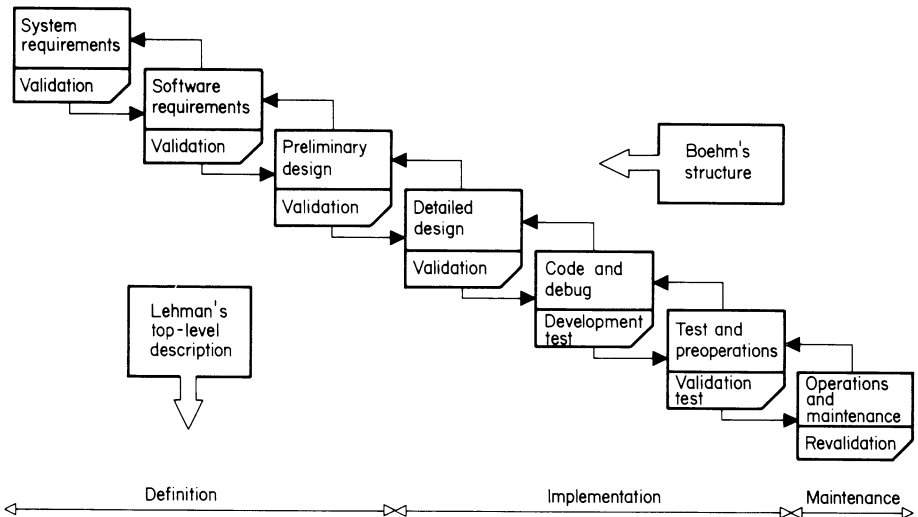 System
requirements
Validation
Software
requirements
Validation
Preliminary
design
Validation
Boehm's
structure
Detailed
design
Validation
Code and
debug
Development
test
Lehman's
top-level
description
Test and
preoperations
Validation
test
Operations
and
maintenance
Revalidation
Definition
Implementation
Maintenance